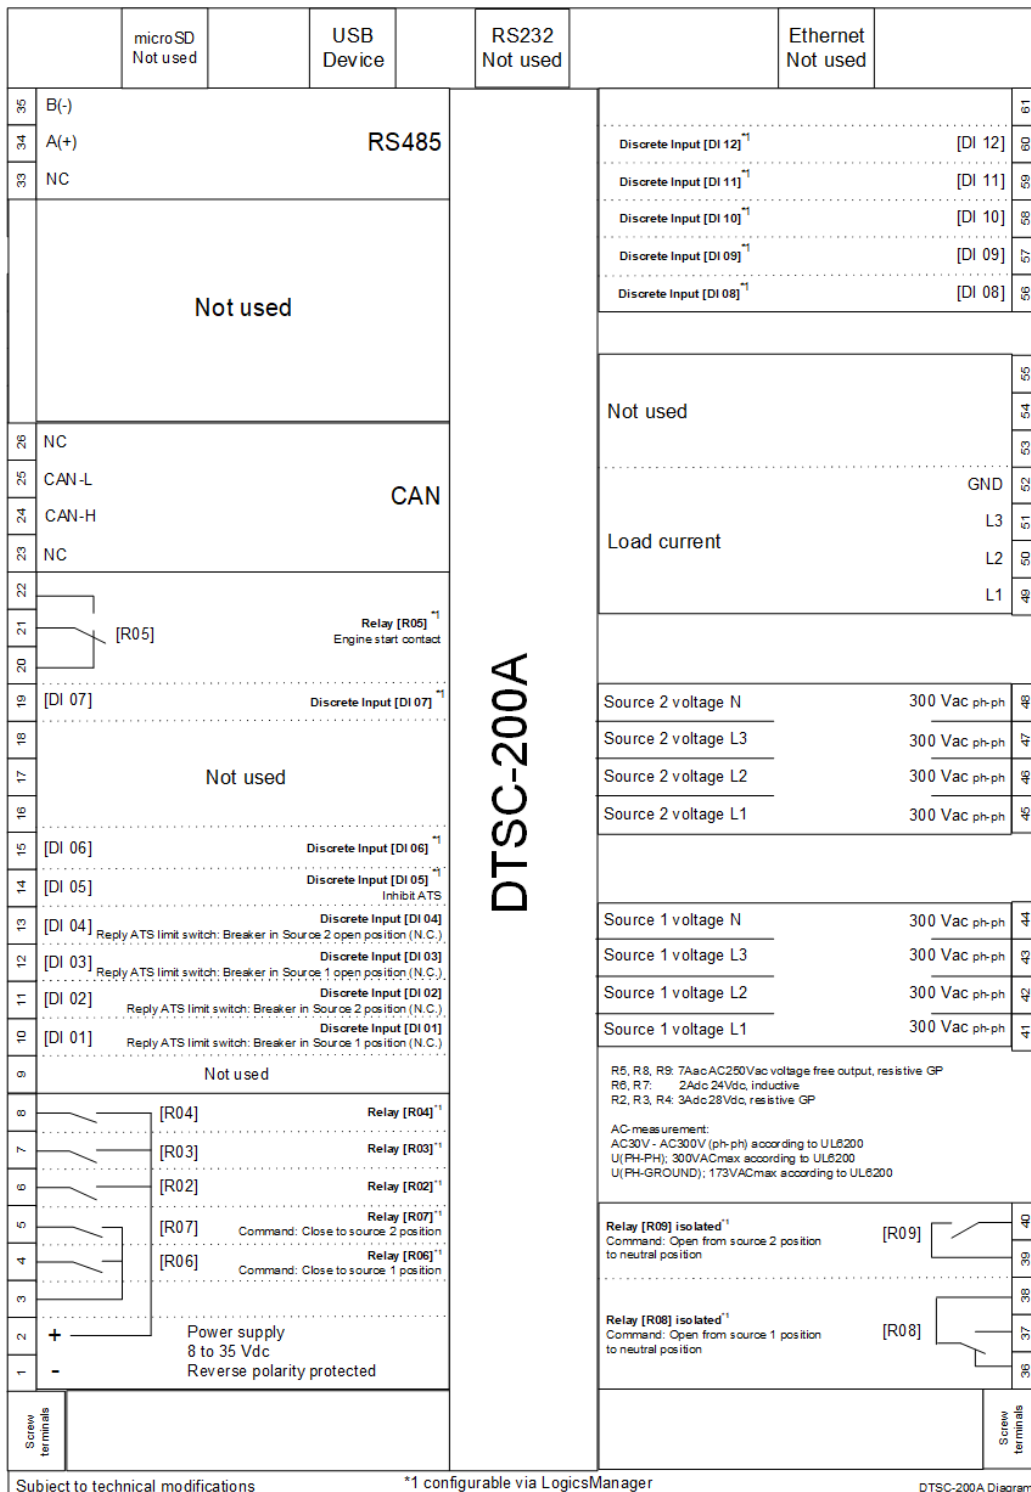 microSD
Not used
USB
Device
RS232
Not used
Ethernet
Not used
35 B(-)
34 A(+)
33 NC
RS485
Not used
26 NC
25 CAN-L
24 CAN-H
23 NC
CAN
22
21
20
[R05]
Relay [R05] *1
Engine start contact
19 [DI 07] Discrete Input [DI 07] *1
18
17 Not used
16
15 [DI 06] Discrete Input [DI 06] *1
14 [DI 05] Discrete Input [DI 05] *1
Inhibit ATS
13 [DI 04] Discrete Input [DI 04]
Reply ATS limit switch: Breaker in Source 2 open position (N.C.)
12 [DI 03] Discrete Input [DI 03]
Reply ATS limit switch: Breaker in Source 1 open position (N.C.)
11 [DI 02] Discrete Input [DI 02]
Reply ATS limit switch: Breaker in Source 2 position (N.C.)
10 [DI 01] Discrete Input [DI 01]
Reply ATS limit switch: Breaker in Source 1 position (N.C.)
9 Not used
8 [R04] Relay [R04]*1
7 [R03] Relay [R03]*1
6 [R02] Relay [R02]*1
5 [R07] Relay [R07]*1
Command: Close to source 2 position
4 [R06] Relay [R06]*1
Command: Close to source 1 position
3
2 + Power supply
8 to 35 Vdc
1 - Reverse polarity protected
Screw
terminals
DTSC-200A
61
Discrete Input [DI 12]*1 [DI 12] 60
Discrete Input [DI 11]*1 [DI 11] 59
Discrete Input [DI 10]*1 [DI 10] 58
Discrete Input [DI 09]*1 [DI 09] 57
Discrete Input [DI 08]*1 [DI 08] 56
55
Not used 54
53
GND 52
L3 51
Load current
L2 50
L1 49
Source 2 voltage N 300 Vac ph-ph 48
Source 2 voltage L3 300 Vac ph-ph 47
Source 2 voltage L2 300 Vac ph-ph 46
Source 2 voltage L1 300 Vac ph-ph 45
Source 1 voltage N 300 Vac ph-ph 44
Source 1 voltage L3 300 Vac ph-ph 43
Source 1 voltage L2 300 Vac ph-ph 42
Source 1 voltage L1 300 Vac ph-ph 41
R5, R8, R9: 7Aac AC250Vac voltage free output, resistive GP
R6, R7: 2Adc 24Vdc, inductive
R2, R3, R4: 3Adc 28Vdc, resistive GP
AC-measurement:
AC30V - AC300V (ph-ph) according to UL6200
U(PH-PH); 300VACmax according to UL6200
U(PH-GROUND); 173VACmax according to UL6200
Relay [R09] isolated*1
Command: Open from source 2 position
to neutral position
[R09]
40
39
Relay [R08] isolated*1
Command: Open from source 1 position
to neutral position
[R08]
38
37
36
Screw
terminals
Subject to technical modifications
*1 configurable via LogicsManager
DTSC-200A Diagram